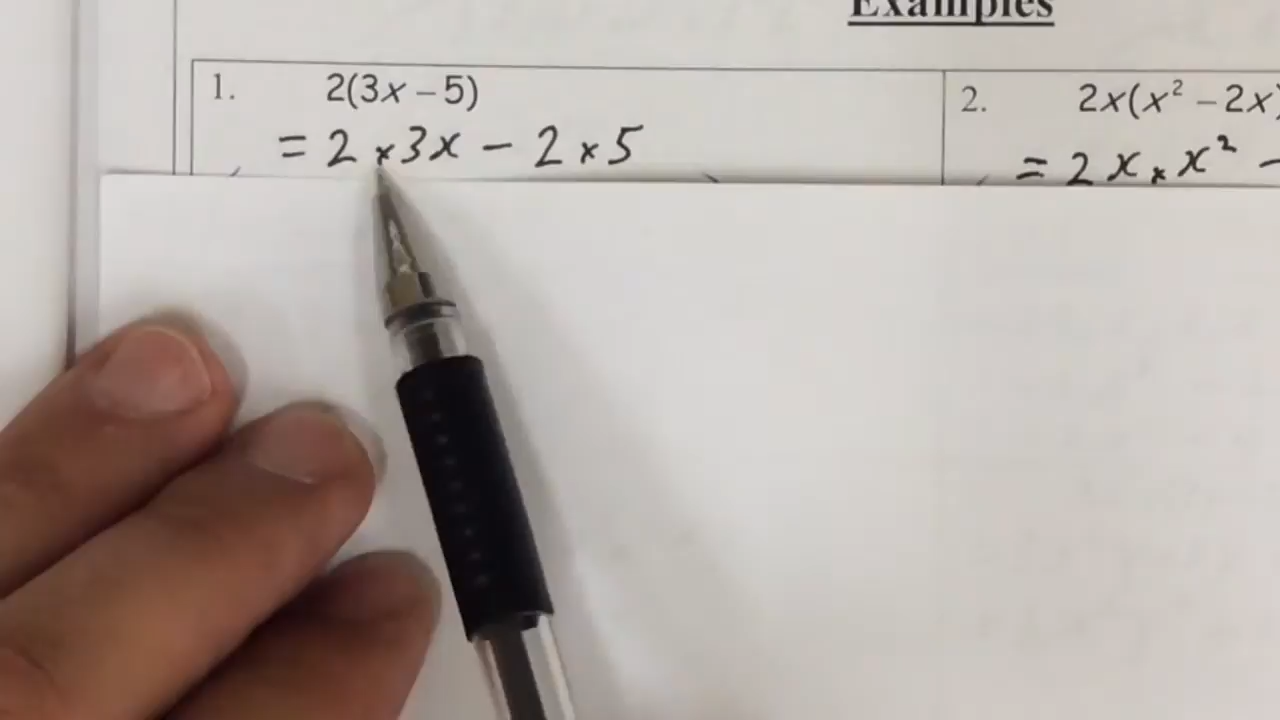 Examples
1. 2(3x – 5)
= 2 × 3x – 2 × 5
2. 2x(x² – 2x)
= 2x × x² –